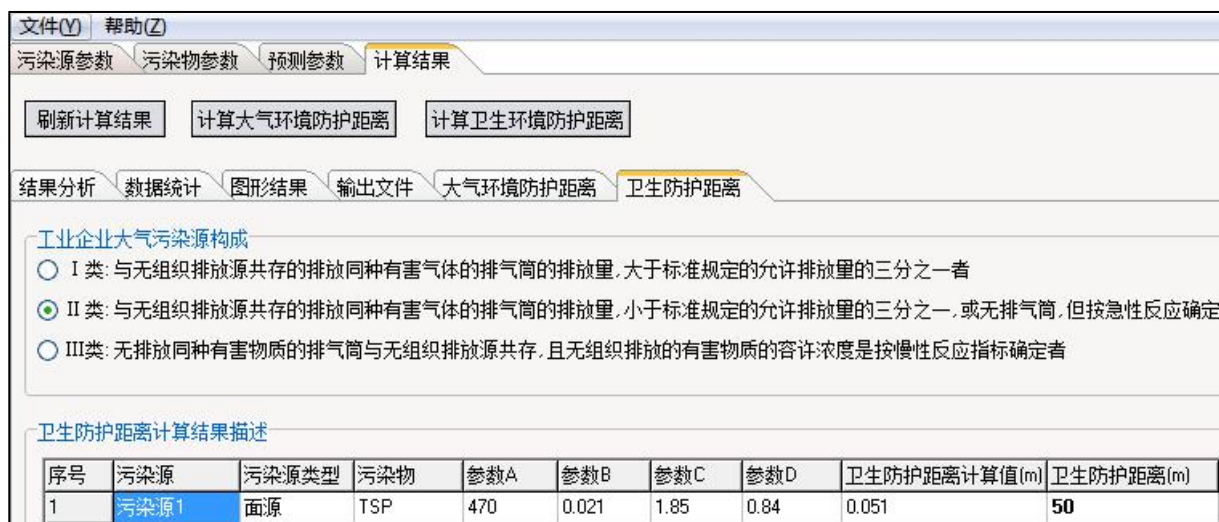 文件(Y) 帮助(Z)
污染源参数 污染物参数 预测参数 计算结果
刷新计算结果 计算大气环境防护距离 计算卫生环境防护距离
结果分析 数据统计 图形结果 输出文件 大气环境防护距离 卫生防护距离
工业企业大气污染源构成
I 类: 与无组织排放源共存的排放同种有害气体的排气筒的排放量,大于标准规定的允许排放量的三分之一者
II 类: 与无组织排放源共存的排放同种有害气体的排气筒的排放量,小于标准规定的允许排放量的三分之一,或无排气筒,但按急性反应确定
III类: 无排放同种有害物质的排气筒与无组织排放源共存,且无组织排放的有害物质的容许浓度是按慢性反应指标确定者
卫生防护距离计算结果描述
序号 污染源 污染源类型 污染物 参数A 参数B 参数C 参数D 卫生防护距离计算值(m) 卫生防护距离(m)
1 污染源1 面源 TSP 470 0.021 1.85 0.84 0.051 50